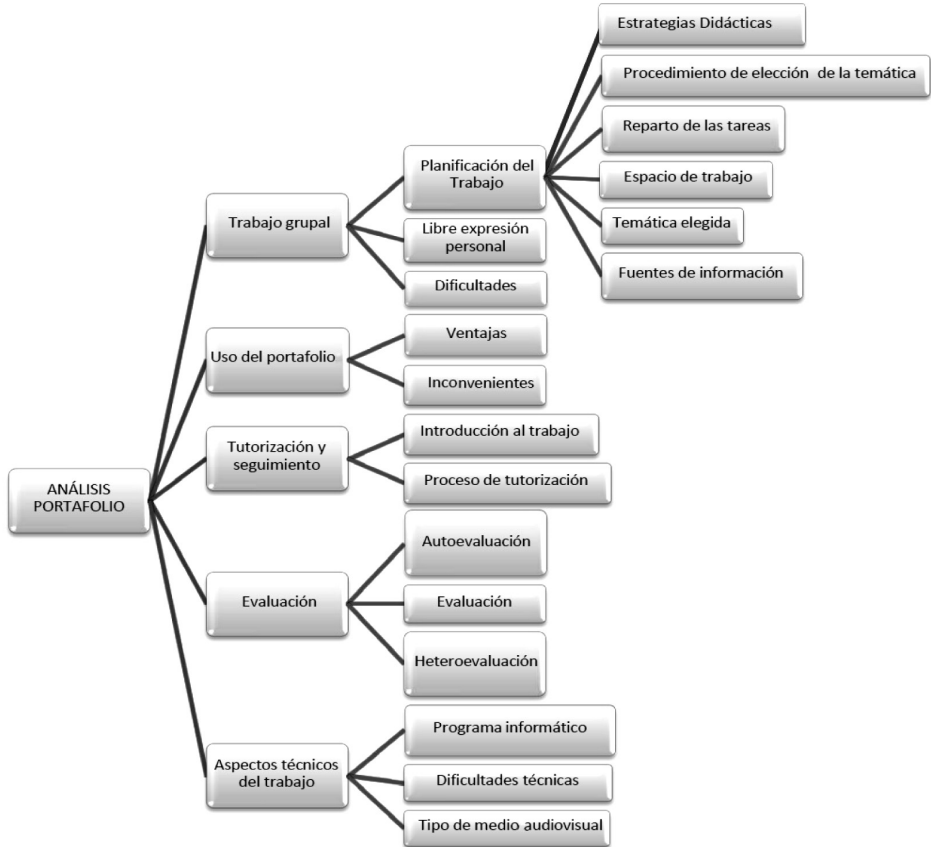 Estrategias Didácticas
Procedimiento de elección de la temática
Reparto de las tareas
Planificación del
Trabajo
Espacio de trabajo
Trabajo grupal
Libre expresión
personal
Temática elegida
Fuentes de información
Dificultades
Uso del portafolio
Ventajas
Inconvenientes
Tutorización y
seguimiento
Introducción al trabajo
Proceso de tutorización
ANÁLISIS
PORTAFOLIO
Evaluación
Autoevaluación
Evaluación
Heteroevaluación
Aspectos técnicos
del trabajo
Programa informático
Dificultades técnicas
Tipo de medio audiovisual